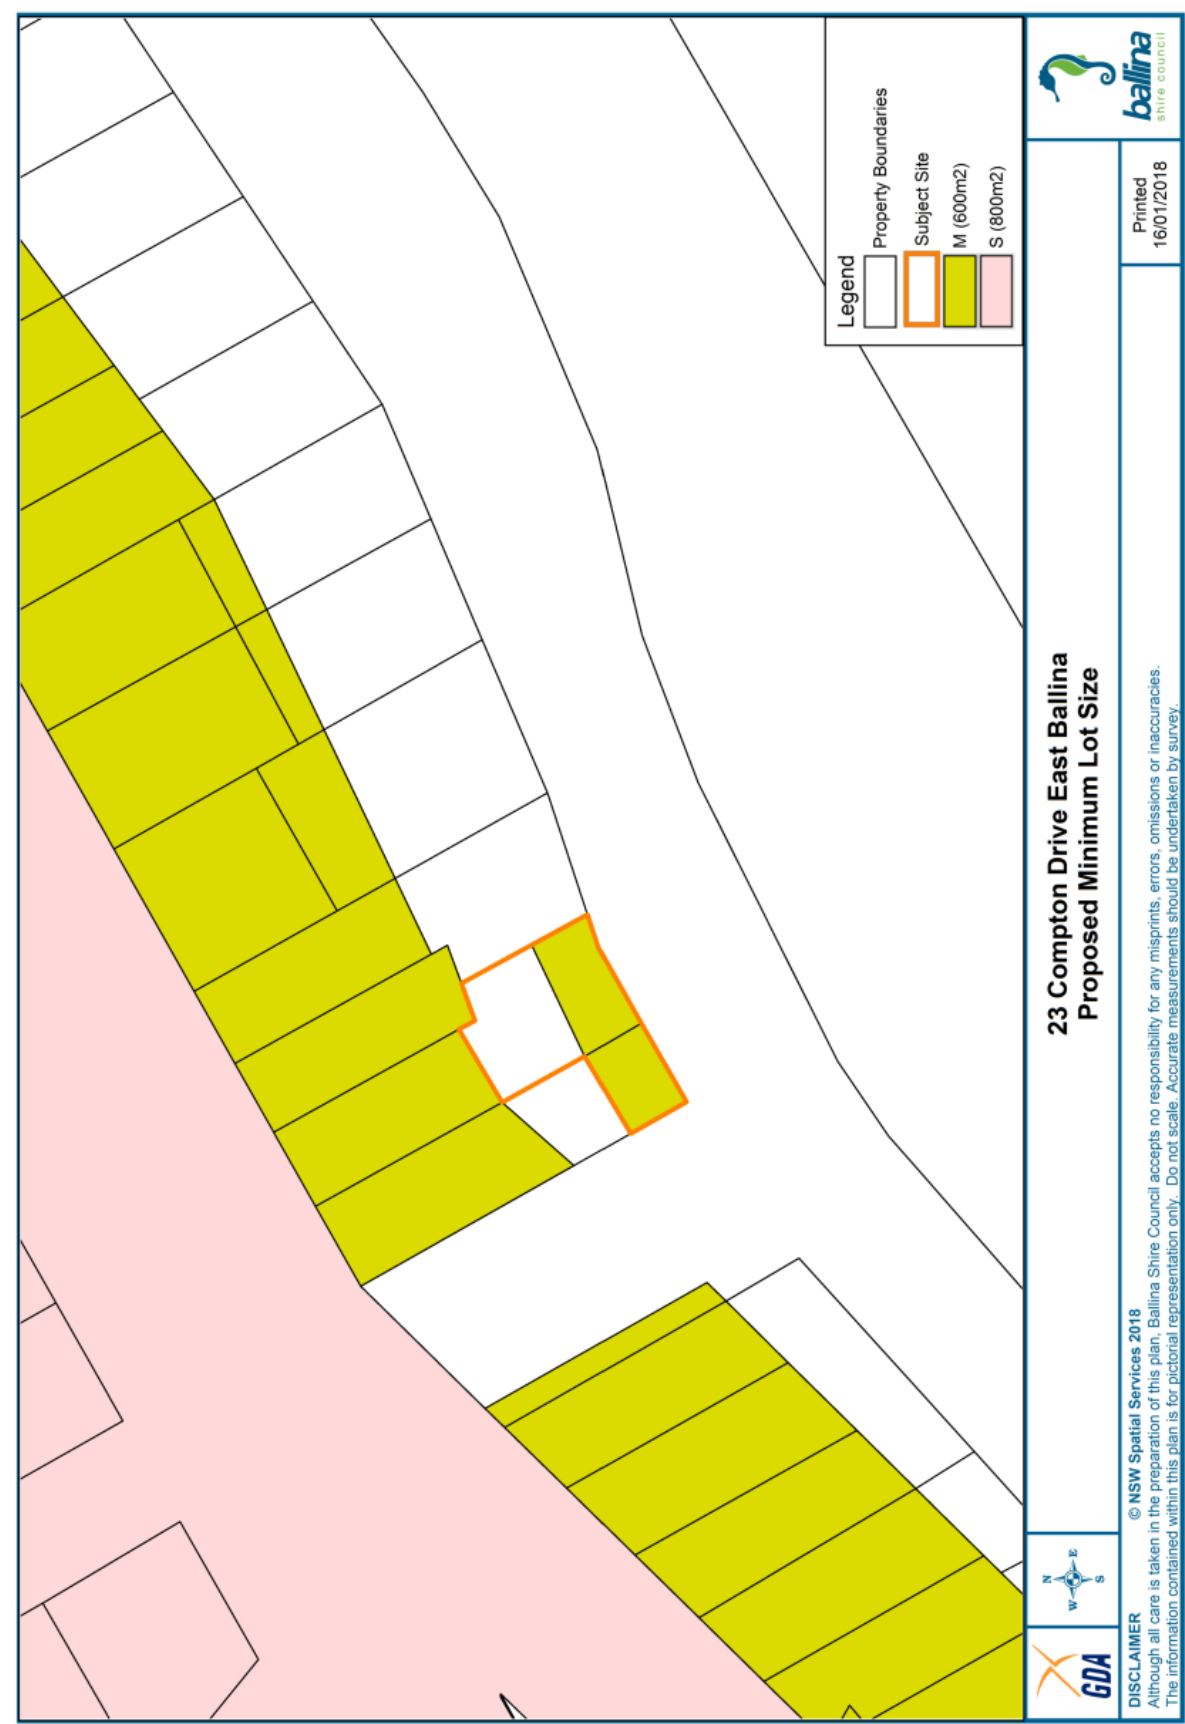 Legend
Property Boundaries
Subject Site
M (600m2)
S (800m2)
GDA
N
W
E
S
23 Compton Drive East Ballina
Proposed Minimum Lot Size
ballina
shire council
DISCLAIMER © NSW Spatial Services 2018
Although all care is taken in the preparation of this plan, Ballina Shire Council accepts no responsibility for any misprints, errors, omissions or inaccuracies.
The information contained within this plan is for pictorial representation only. Do not scale. Accurate measurements should be undertaken by survey.
Printed
16/01/2018